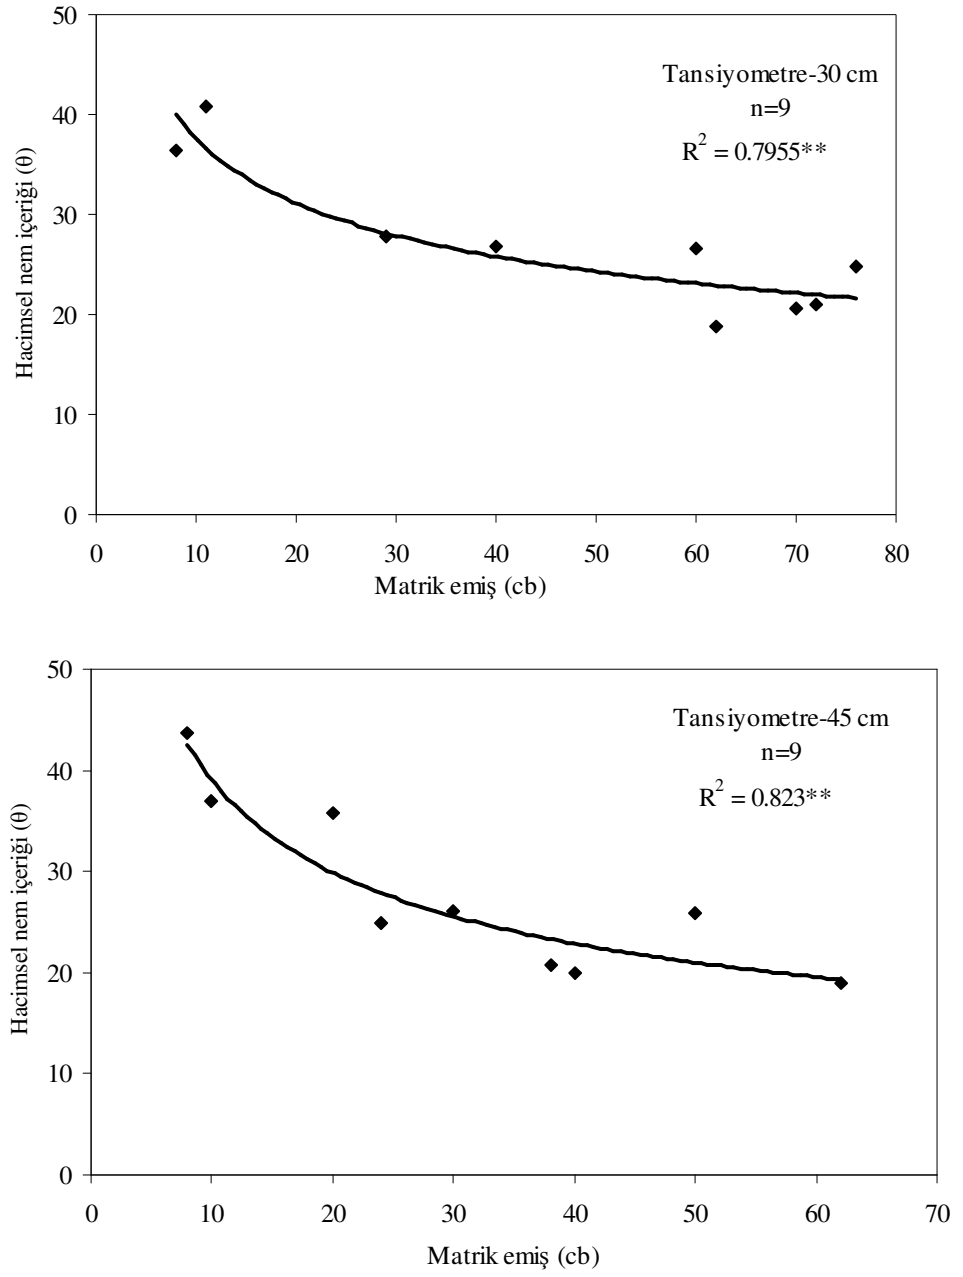 50
40
30
20
10
0
Hacimsel nem içeriği (θ)
Tansiyometre-30 cm
n=9
R² = 0.7955**
0 10 20 30 40 50 60 70 80
Matrik emiş (cb)
50
40
30
20
10
0
Hacimsel nem içeriği (θ)
Tansiyometre-45 cm
n=9
R² = 0.823**
0 10 20 30 40 50 60 70
Matrik emiş (cb)